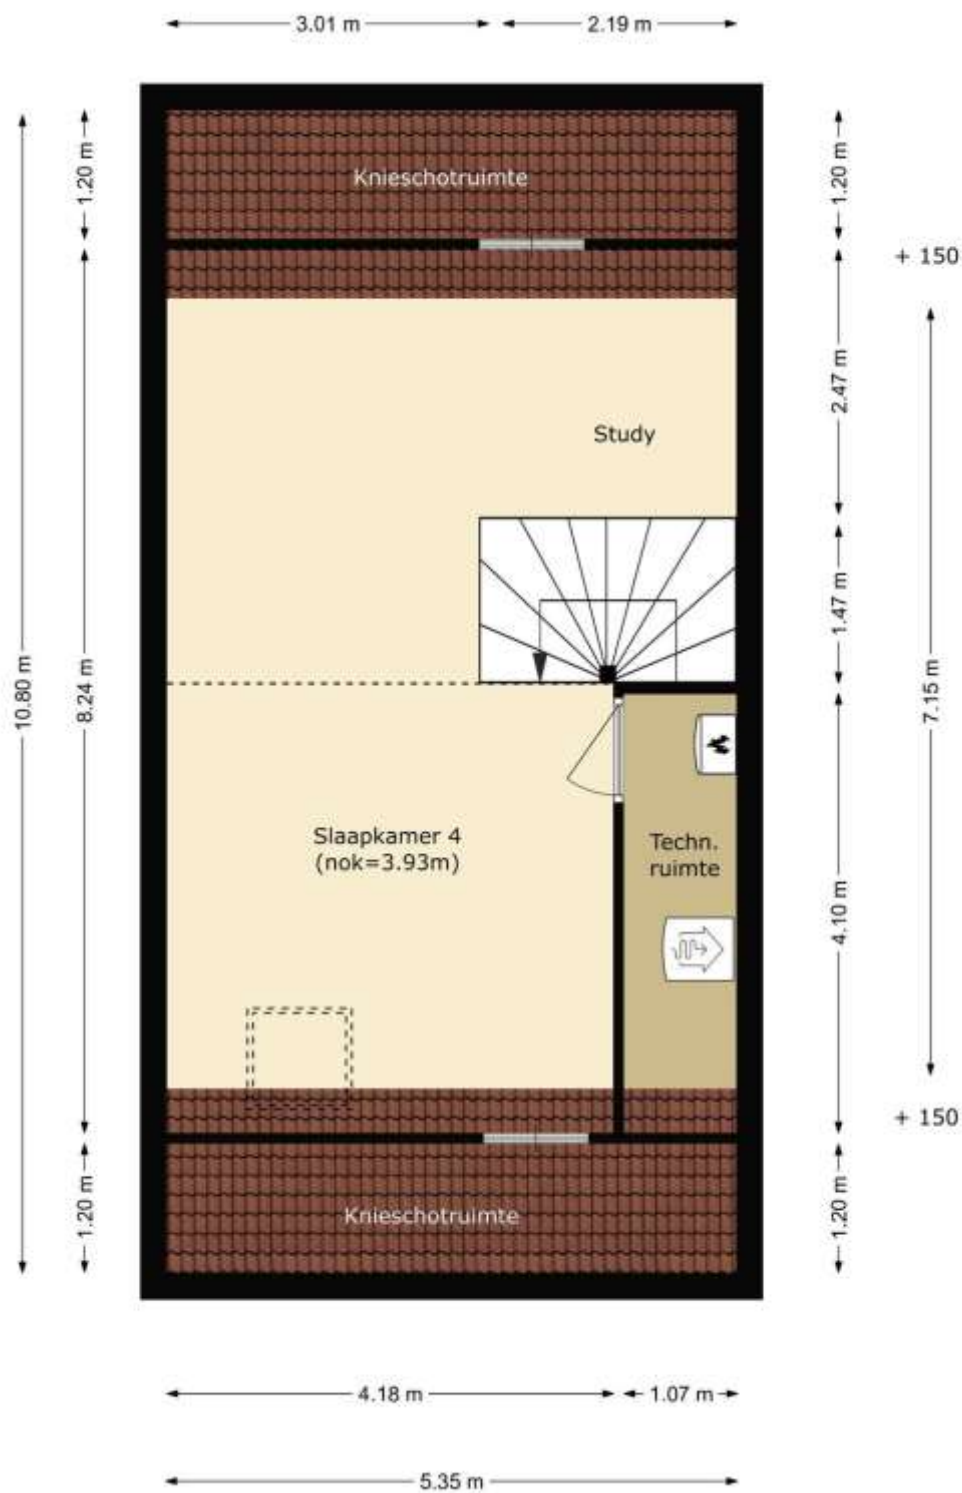 3.01 m
2.19 m
1.20 m
Knieschotruimte
1.20 m
+ 150
2.47 m
Study
1.47 m
10.80 m
8.24 m
7.15 m
Slaapkamer 4
(nok=3.93m)
Techn.
ruimte
4.10 m
+ 150
1.20 m
Knieschotruimte
1.20 m
4.18 m
1.07 m
5.35 m